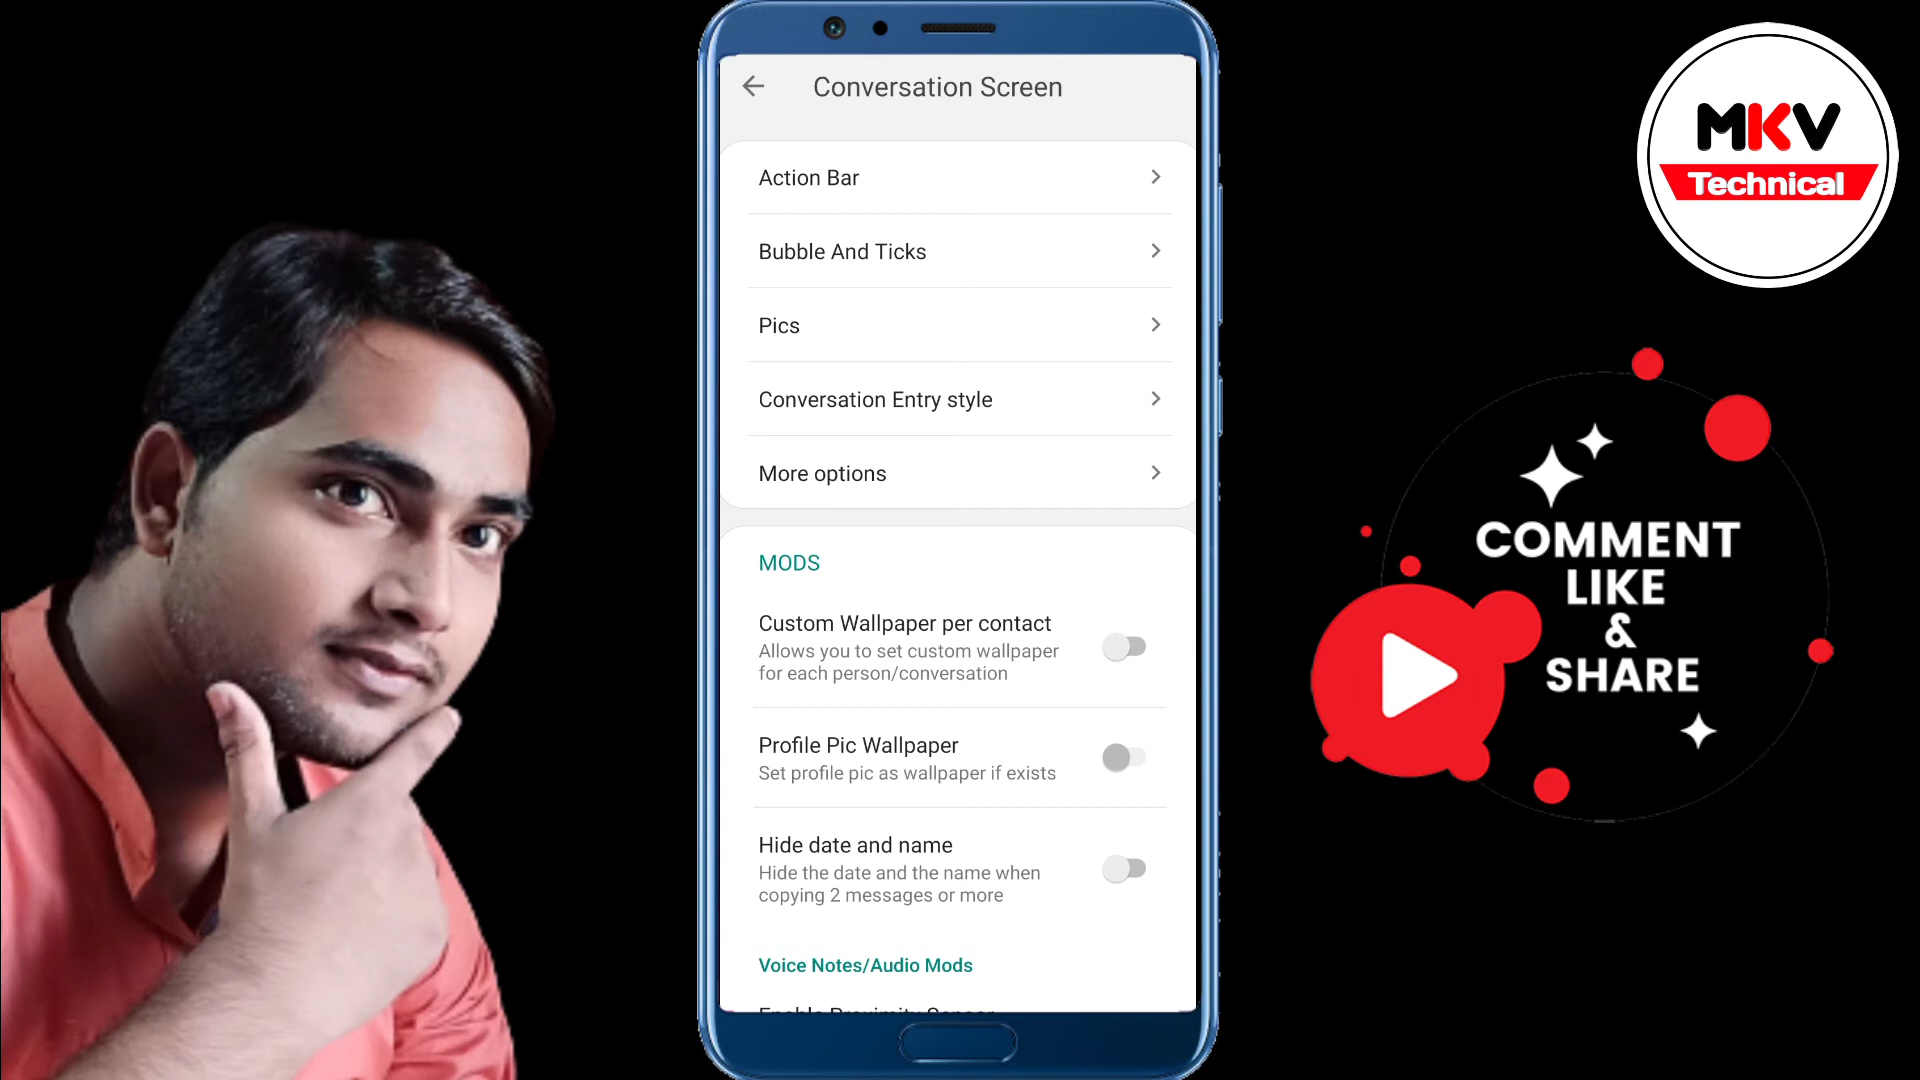 Conversation Screen
Action Bar
Bubble And Ticks
Pics
Conversation Entry style
More options
MODS
Custom Wallpaper per contact
Allows you to set custom wallpaper
for each person/conversation
Profile Pic Wallpaper
Set profile pic as wallpaper if exists
Hide date and name
Hide the date and the name when
copying 2 messages or more
Voice Notes/Audio Mods
Enable Proximity Sensor
MKV
Technical
COMMENT
LIKE
&
SHARE